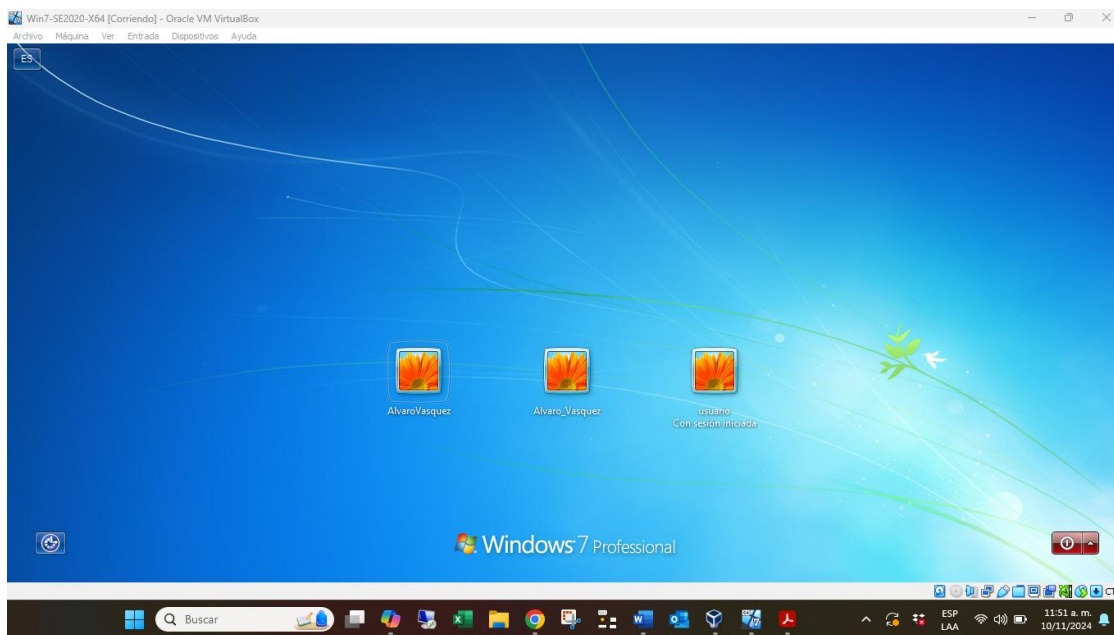 Win7-SE2020-X64 [Corriendo] - Oracle VM VirtualBox
Archivo Máquina Ver Entrada Dispositivos Ayuda
ES
AlvaroVasquez Alvaro_Vasquez usuario
Con sesión iniciada
Windows 7 Professional
Buscar
ESP
LAA
11:51 a. m.
10/11/2024